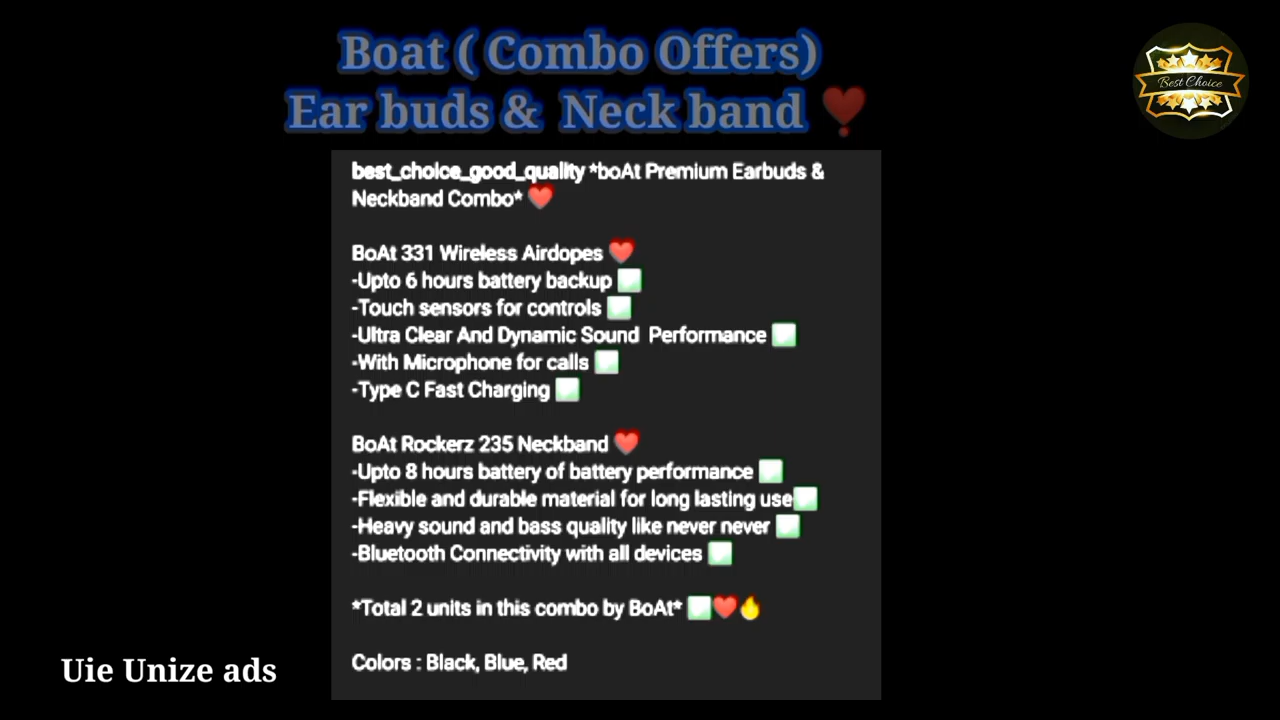 Boat ( Combo Offers)
Ear buds & Neck band ❣
Best Choice
best_choice_good_quality *boAt Premium Earbuds &
Neckband Combo* ❤
BoAt 331 Wireless Airdopes ❤
-Upto 6 hours battery backup
-Touch sensors for controls
-Ultra Clear And Dynamic Sound Performance
-With Microphone for calls
-Type C Fast Charging
BoAt Rockerz 235 Neckband ❤
-Upto 8 hours battery of battery performance
-Flexible and durable material for long lasting use
-Heavy sound and bass quality like never never
-Bluetooth Connectivity with all devices
*Total 2 units in this combo by BoAt* ❤🔥
Colors : Black, Blue, Red
Uie Unize ads